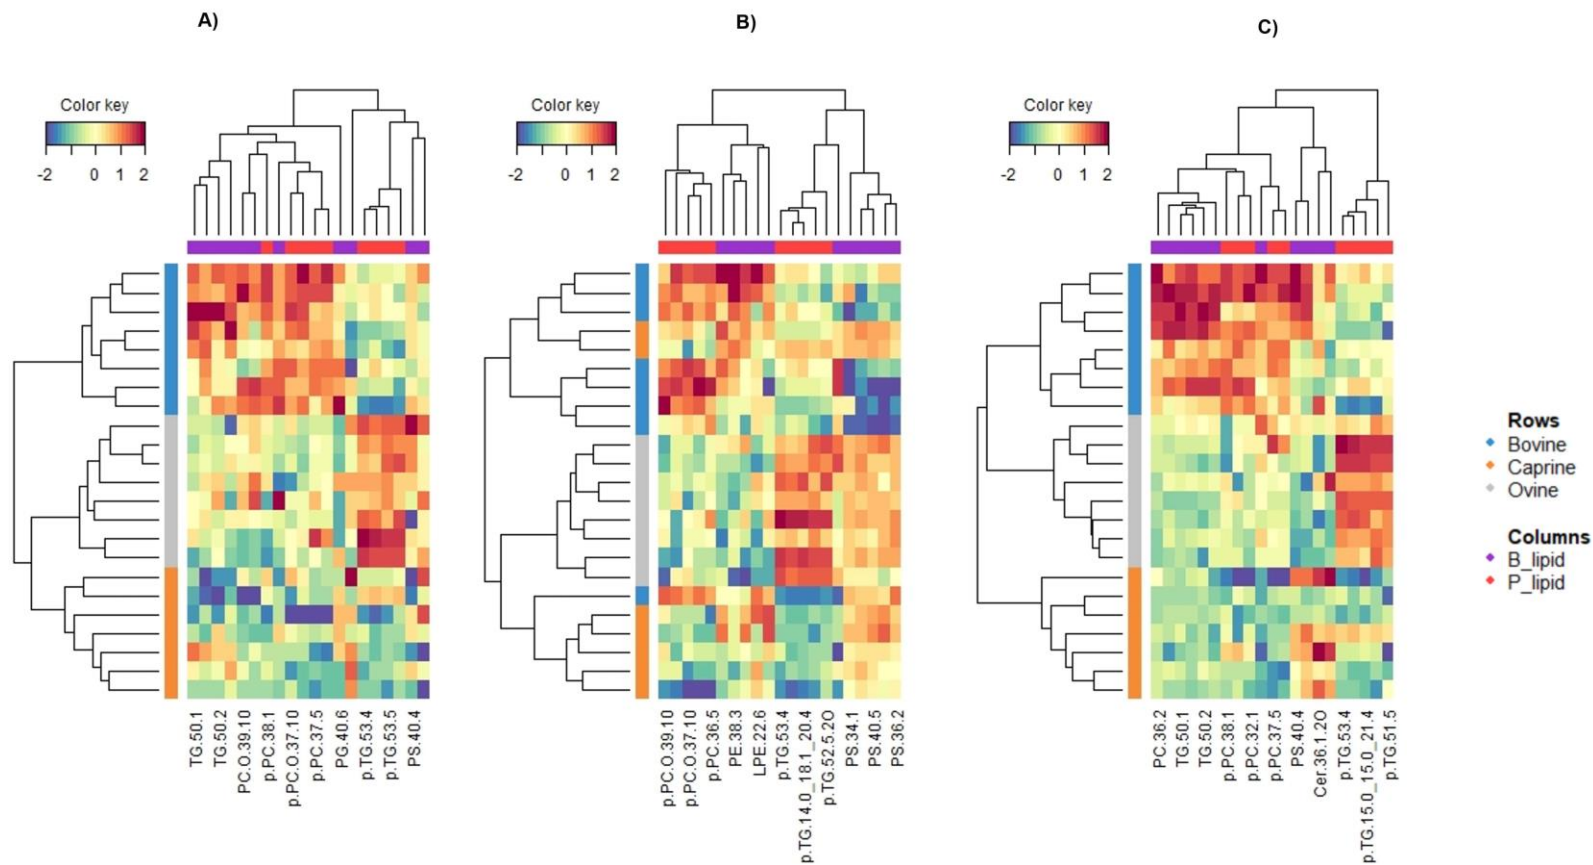 A)
B)
C)
Color key
-2 0 1 2
Color key
-2 0 1 2
Color key
-2 0 1 2
Rows
Bovine
Caprine
Ovine
Columns
B_lipid
P_lipid
TG.50.1
TG.50.2
PC.O.39.10
p.PC.38.1
p.PC.O.37.10
p.PC.37.5
PG.40.6
p.TG.53.4
p.TG.53.5
PS.40.4
p.PC.O.39.10
p.PC.O.37.10
p.PC.36.5
PE.38.3
LPE.22.6
p.TG.53.4
p.TG.14.0_18.1_20.4
p.TG.52.5.2O
PS.34.1
PS.40.5
PS.36.2
PC.36.2
TG.50.1
TG.50.2
p.PC.38.1
p.PC.32.1
p.PC.37.5
PS.40.4
Cer.36.1.2O
p.TG.53.4
p.TG.15.0_15.0_21.4
p.TG.51.5